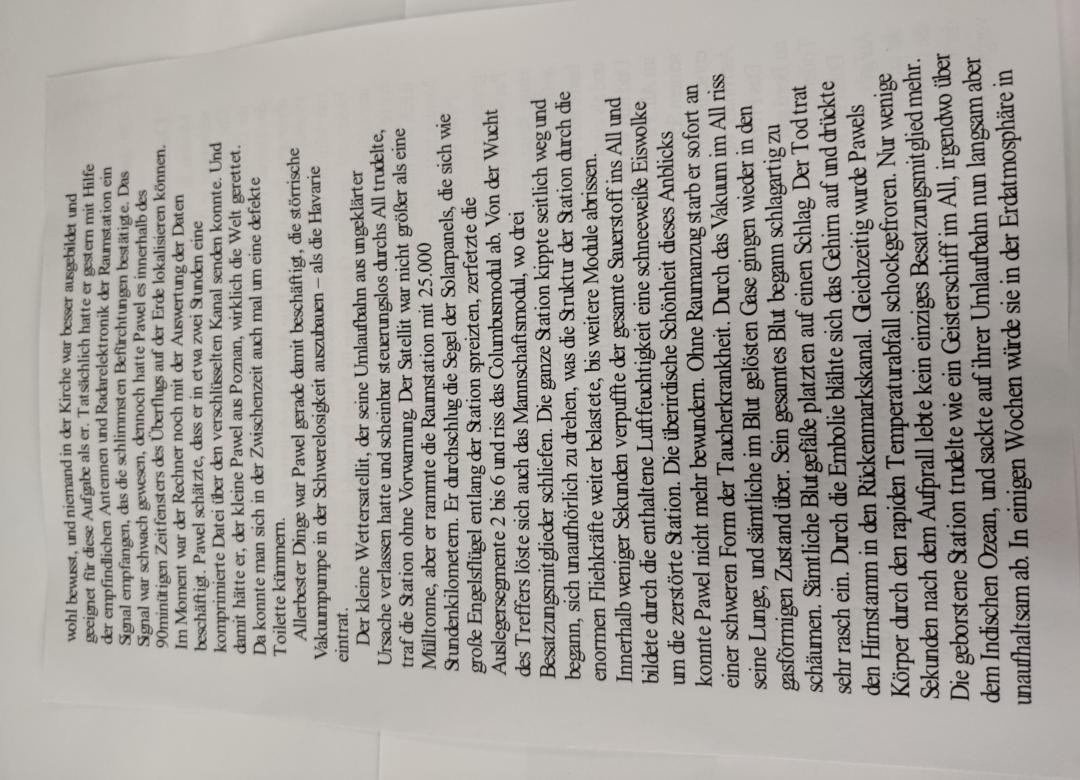 wohl bewusst, und niemand in der Kirche war besser ausgebildet und
geeignet für diese Aufgabe als er. Tatsächlich hatte er gestern mit Hilfe
der empfindlichen Antennen und Radarelektronik der Raumstation ein
Signal empfangen, das die schlimmsten Befürchtungen bestätigte. Das
Signal war schwach gewesen, dennoch hatte Pawel es innerhalb des
90minütigen Zeitfensters des Überflugs auf der Erde lokalisieren können.
Im Moment war der Rechner noch mit der Auswertung der Daten
beschäftigt. Pawel schätzte, dass er in etwa zwei Stunden eine
komprimierte Datei über den verschlüsselten Kanal senden konnte. Und
damit hätte er, der kleine Pawel aus Poznan, wirklich die Welt gerettet.
Da konnte man sich in der Zwischenzeit auch mal um eine defekte
Toilette kümmern.
Allerbester Dinge war Pawel gerade damit beschäftigt, die störrische
Vakuumpumpe in der Schwerelosigkeit auszubauen – als die Havarie
eintrat.
Der kleine Wettersatellit, der seine Umlaufbahn aus ungeklärter
Ursache verlassen hatte und scheinbar steuerungslos durchs All trudelte,
traf die Station ohne Vorwarnung. Der Satellit war nicht größer als eine
Mülltonne, aber er rammte die Raumstation mit 25.000
Stundenkilometern. Er durchschlug die Segel der Solarpanels, die sich wie
große Engelsflügel entlang der Station spreizten, zerfetzte die
Auslegersegmente 2 bis 6 und riss das Columbusmodul ab. Von der Wucht
des Treffers löste sich auch das Mannschaftsmodul, wo drei
Besatzungsmitglieder schliefen. Die ganze Station kippte seitlich weg und
begann, sich unaufhörlich zu drehen, was die Struktur der Station durch die
enormen Fliehkräfte weiter belastete, bis weitere Module abrissen.
Innerhalb weniger Sekunden verpuffte der gesamte Sauerstoff ins All und
bildete durch die enthaltene Luftfeuchtigkeit eine schneeweiße Eiswolke
um die zerstörte Station. Die überirdische Schönheit dieses Anblicks
konnte Pawel nicht mehr bewundern. Ohne Raumanzug starb er sofort an
einer schweren Form der Taucherkrankheit. Durch das Vakuum im All riss
seine Lunge, und sämtliche im Blut gelösten Gase gingen wieder in den
gasförmigen Zustand über. Sein gesamtes Blut begann schlagartig zu
schäumen. Sämtliche Blutgefäße platzten auf einen Schlag. Der Tod trat
sehr rasch ein. Durch die Embolie blähte sich das Gehirn auf und drückte
den Hirnstamm in den Rückenmarkskanal. Gleichzeitig wurde Pawels
Körper durch den rapiden Temperaturabfall schockgefroren. Nur wenige
Sekunden nach dem Aufprall lebte kein einziges Besatzungsmitglied mehr.
Die geborstene Station trudelte wie ein Geisterschiff im All, irgendwo über
dem Indischen Ozean, und sackte auf ihrer Umlaufbahn nun langsam aber
unaufhaltsam ab. In einigen Wochen würde sie in der Erdatmosphäre in